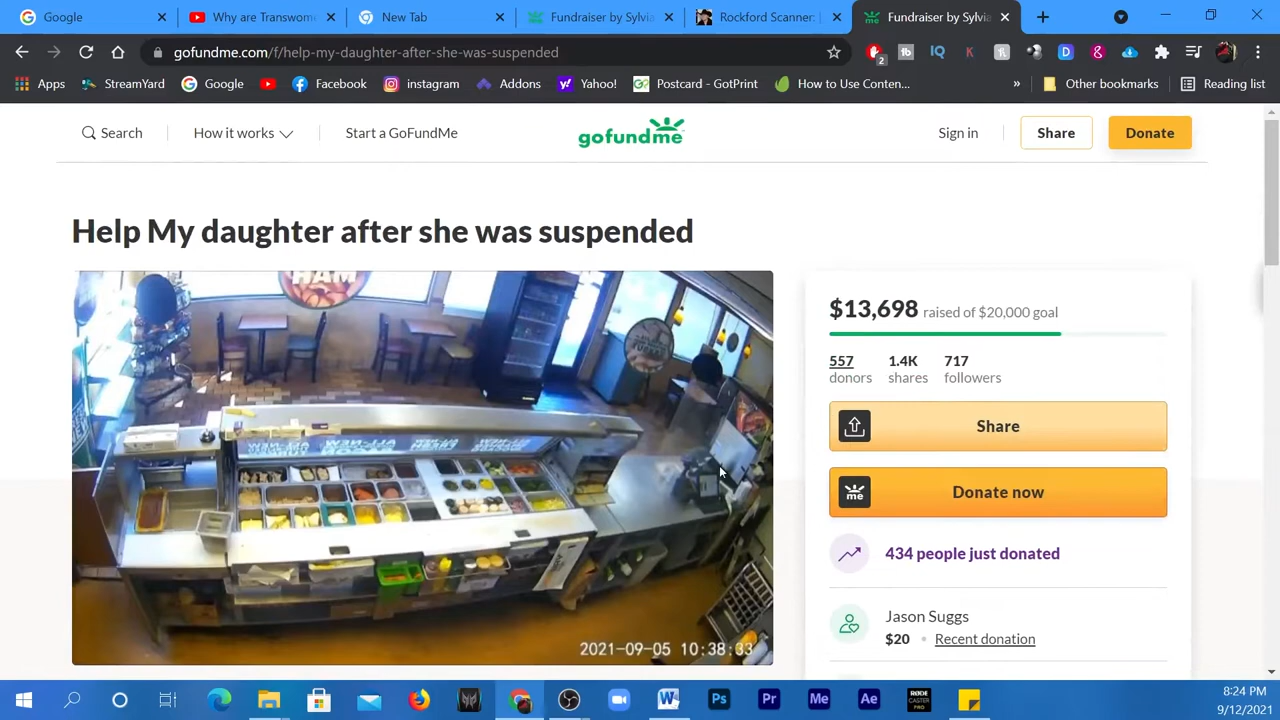 Google
Why are Transwom
New Tab
Fundraiser by Sylvia
Rockford Scanner:
Fundraiser by Sylvia
gofundme.com/f/help-my-daughter-after-she-was-suspended
2
Apps
StreamYard
Google
Facebook
instagram
Addons
Yahoo!
Postcard - GotPrint
How to Use Conten...
Other bookmarks
Reading list
Search
How it works
Start a GoFundMe
gofundme
Sign in
Share
Donate
Help My daughter after she was suspended
HAM
2021-09-05 10:38:33
$13,698 raised of $20,000 goal
557 1.4K 717
donors shares followers
Share
me Donate now
434 people just donated
Jason Suggs
$20 • Recent donation
8:24 PM
9/12/2021